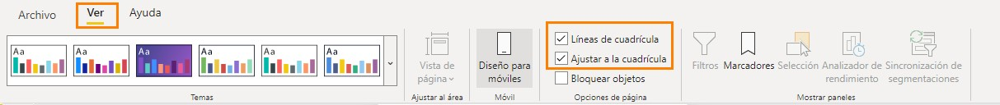 Archivo Ver Ayuda
Aa Aa Aa Aa Aa Aa
Vista de página
Diseño para móviles
Líneas de cuadrícula
Ajustar a la cuadrícula
Bloquear objetos
Filtros
Marcadores
Selección
Analizador de rendimiento
Sincronización de segmentaciones
Temas
Ajustar al área
Móvil
Opciones de página
Mostrar paneles